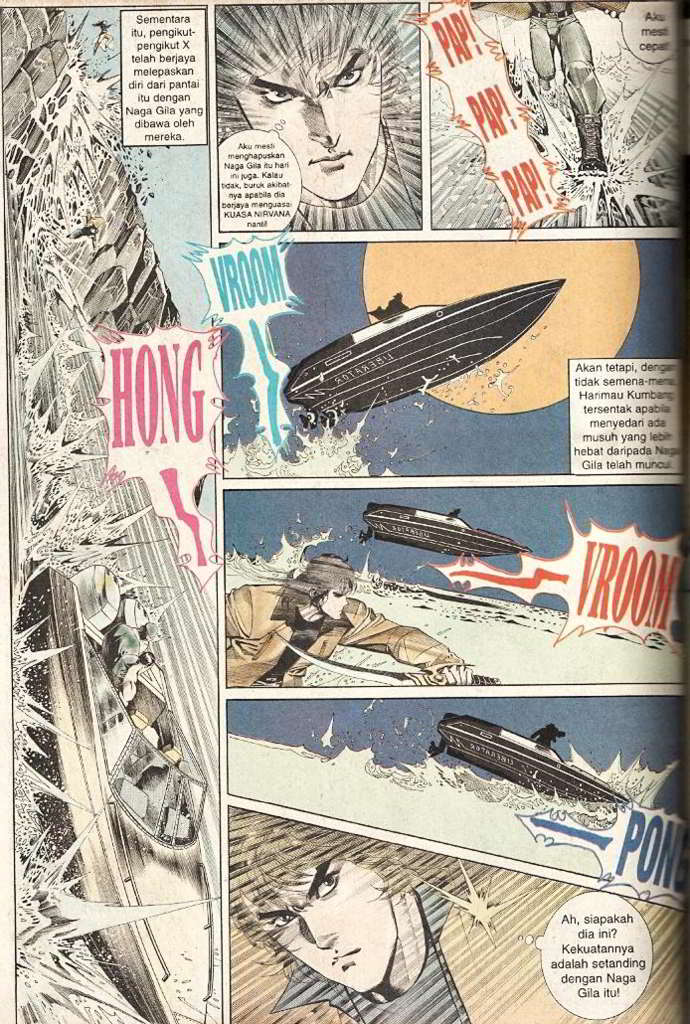 Sementara
itu, pengikut-
pengikut X
telah berjaya
melepaskan
diri dari pantai
itu dengan
Naga Gila yang
dibawa oleh
mereka.
Aku mesti
menghapuskan
Naga Gila itu hari
ini juga. Kalau
tidak, buruk akibat-
nya apabila dia
berjaya menguasai
KUASA NIRVANA
nanti!
PAP!
PAP!
PAP!
Aku
mesti
cepat
VROOM
HONG
LIBERATOR
Akan tetapi, dengan
tidak semena-mena
Harimau Kumbang
tersentak apabila
menyedari ada
musuh yang lebih
hebat daripada Naga
Gila telah muncul.
LIBERATOR
VROOM
LIBERATOR
PONG
Ah, siapakah
dia ini?
Kekuatannya
adalah setanding
dengan Naga
Gila itu!